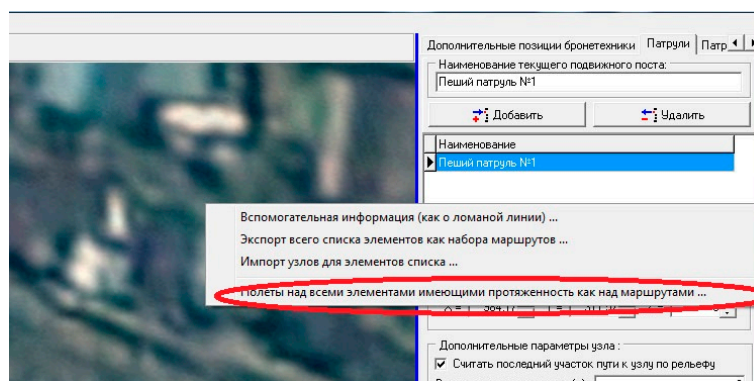 Дополнительные позиции бронетехники Патрули Патр
Наименование текущего подвижного поста:
Пеший патруль №1
Добавить Удалить
Наименование
Пеший патруль №1
Вспомогательная информация (как о ломаной линии) ...
Экспорт всего списка элементов как набора маршрутов ...
Импорт узлов для элементов списка ...
Полёты над всеми элементами имеющими протяженность как над маршрутами ...
Дополнительные параметры узла :
Считать последний участок пути к узлу по рельефу